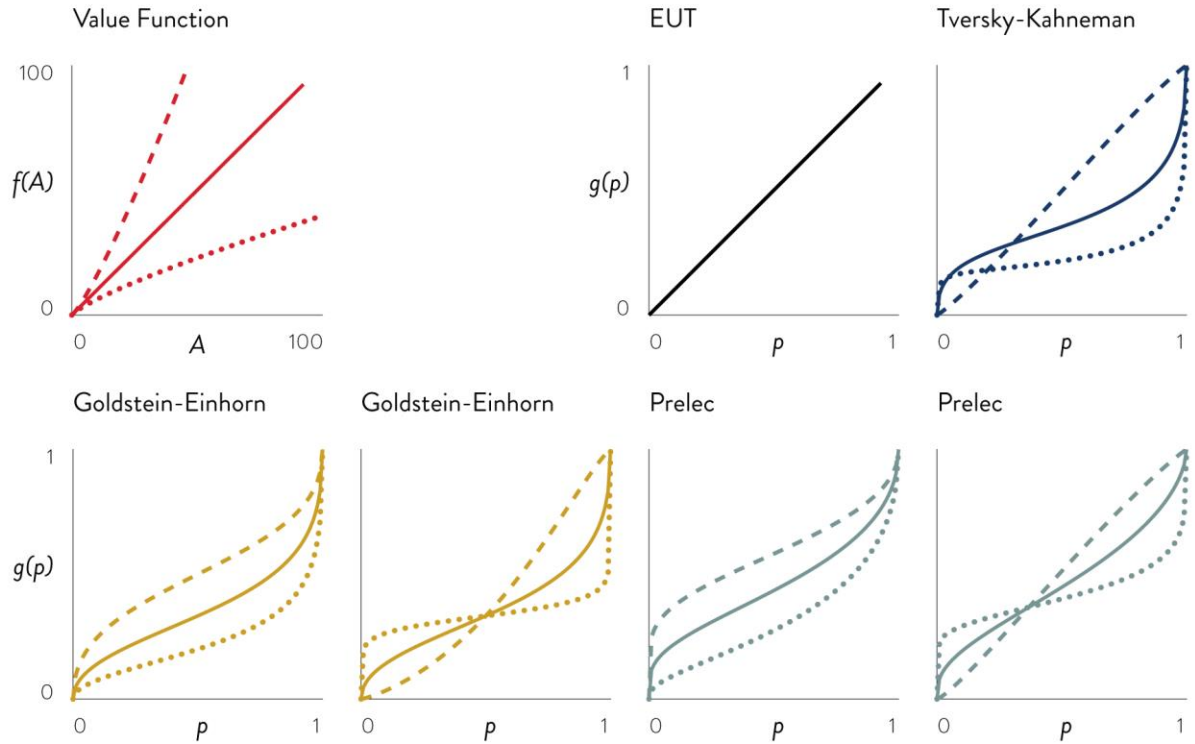 Value Function
EUT
Tversky-Kahneman
100
f(A)
0
0
A
100
1
g(p)
0
0
p
1
0
p
1
Goldstein-Einhorn
Goldstein-Einhorn
Prelec
Prelec
1
g(p)
0
0
p
1
0
p
1
0
p
1
0
p
1